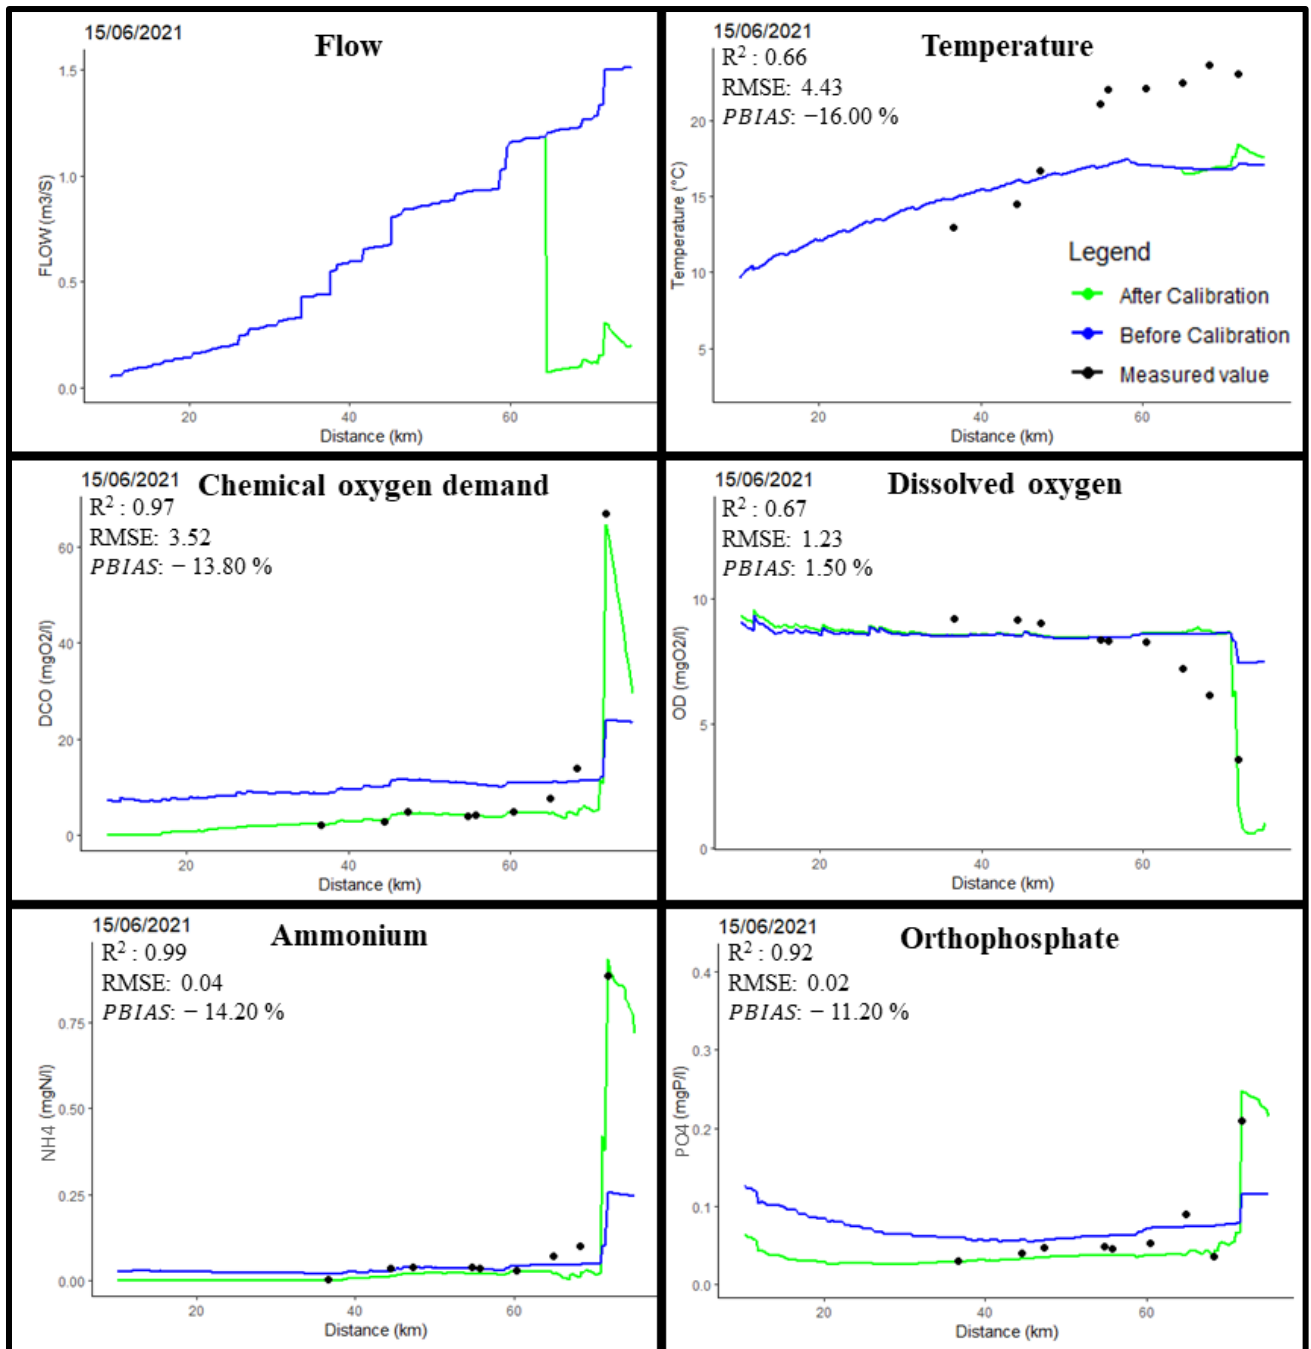 15/06/2021
Flow
FLOW (m3/S)
1.5
1.0
0.5
0.0
20 40 60
Distance (km)
15/06/2021
Temperature
R² : 0.66
RMSE: 4.43
PBIAS: −16.00 %
Temperature (°C)
20
15
10
5
Legend
After Calibration
Before Calibration
Measured value
20 40 60
Distance (km)
15/06/2021
Chemical oxygen demand
R² : 0.97
RMSE: 3.52
PBIAS: − 13.80 %
DCO (mgO2/l)
60
40
20
0
20 40 60
Distance (km)
15/06/2021
Dissolved oxygen
R² : 0.67
RMSE: 1.23
PBIAS: 1.50 %
OD (mgO2/l)
10
5
0
20 40 60
Distance (km)
15/06/2021
Ammonium
R² : 0.99
RMSE: 0.04
PBIAS: − 14.20 %
NH4 (mgN/l)
0.75
0.50
0.25
0.00
20 40 60
Distance (km)
15/06/2021
Orthophosphate
R² : 0.92
RMSE: 0.02
PBIAS: − 11.20 %
PO4 (mgP/l)
0.4
0.3
0.2
0.1
0.0
20 40 60
Distance (km)